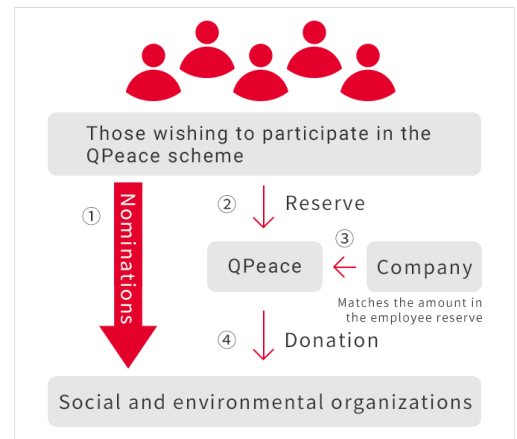 Those wishing to participate in the
QPeace scheme
① Nominations
② Reserve
③
QPeace
Company
Matches the amount in
the employee reserve
④ Donation
Social and environmental organizations